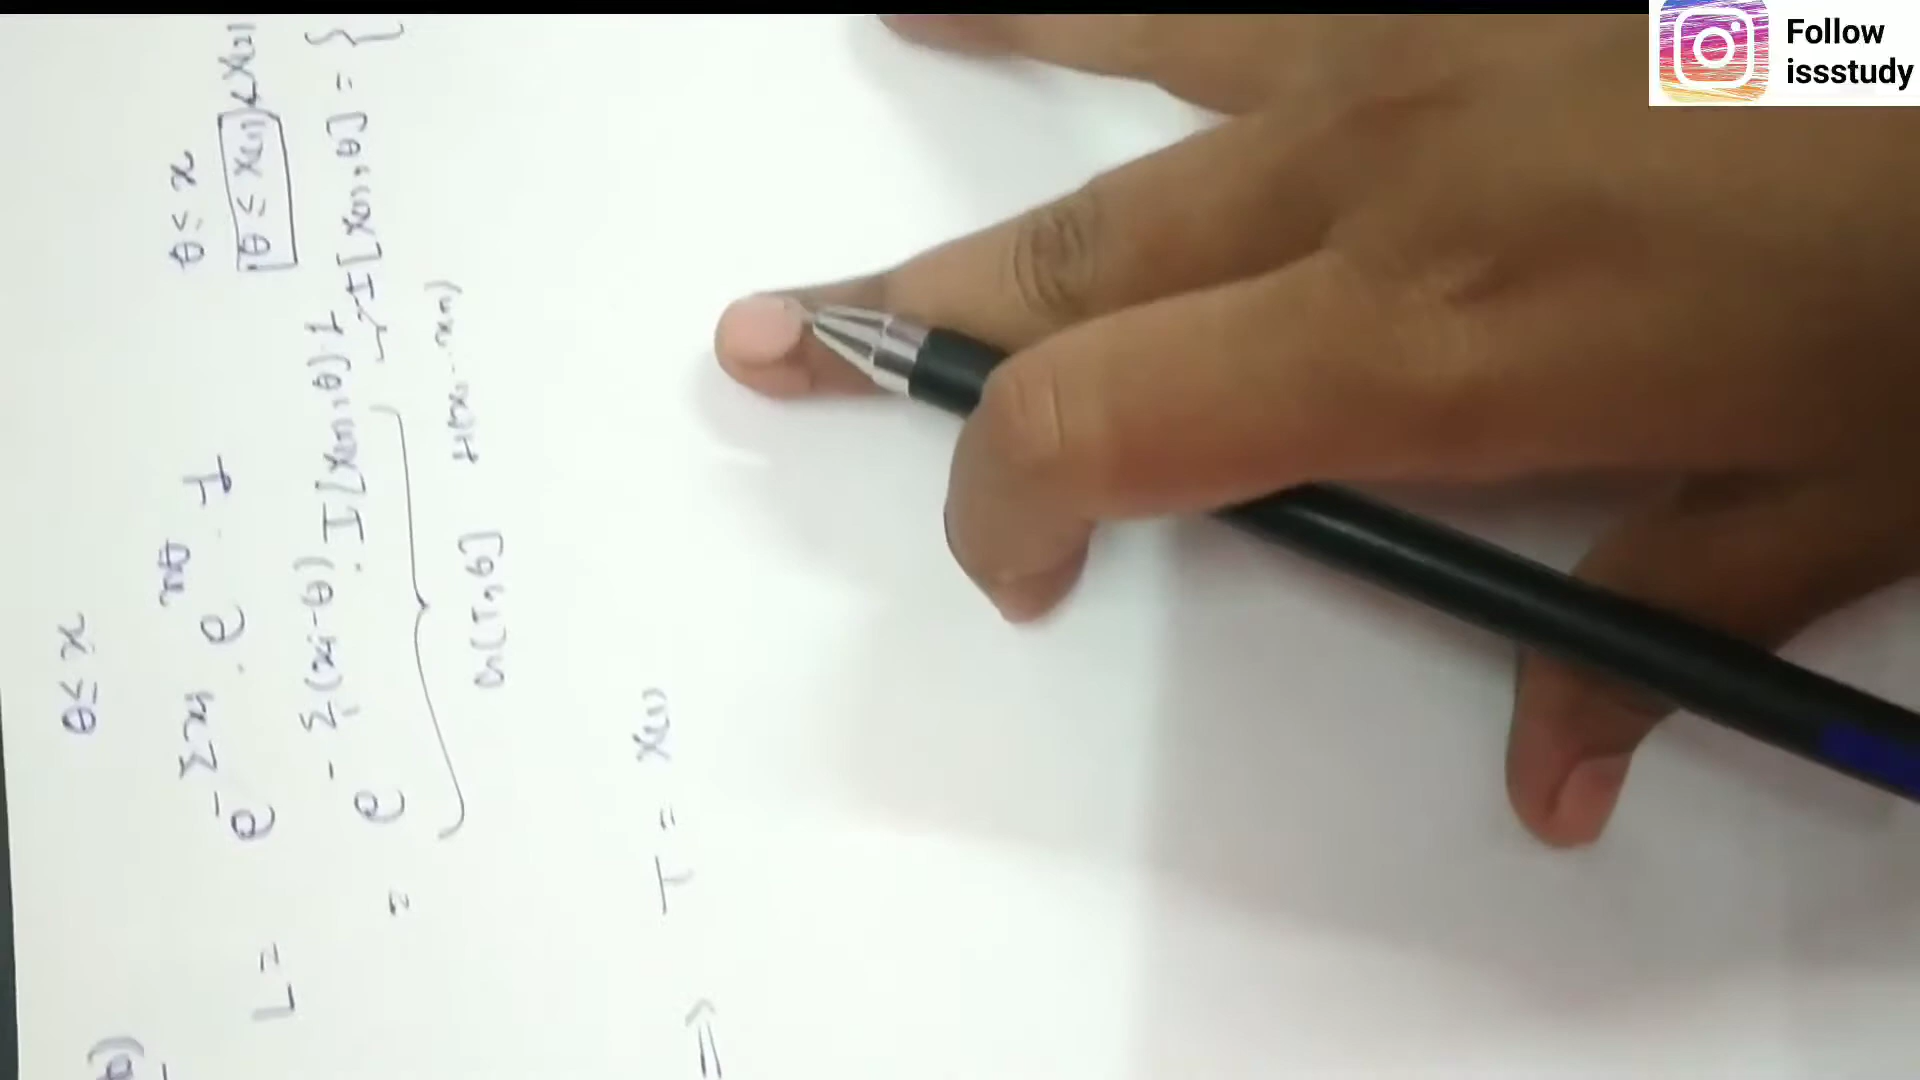 Follow
issstudy
θ ≤ x
θ ≤ x
L = e^{-Σxi} . e^{nθ} . 1
θ ≤ x(1) < x(2)
= e^{-Σ(xi-θ)} . I[x(1), θ] . 1
I[x(1), θ] = {
G[T, θ] H(x1...xn)
⇒ T = x(1)